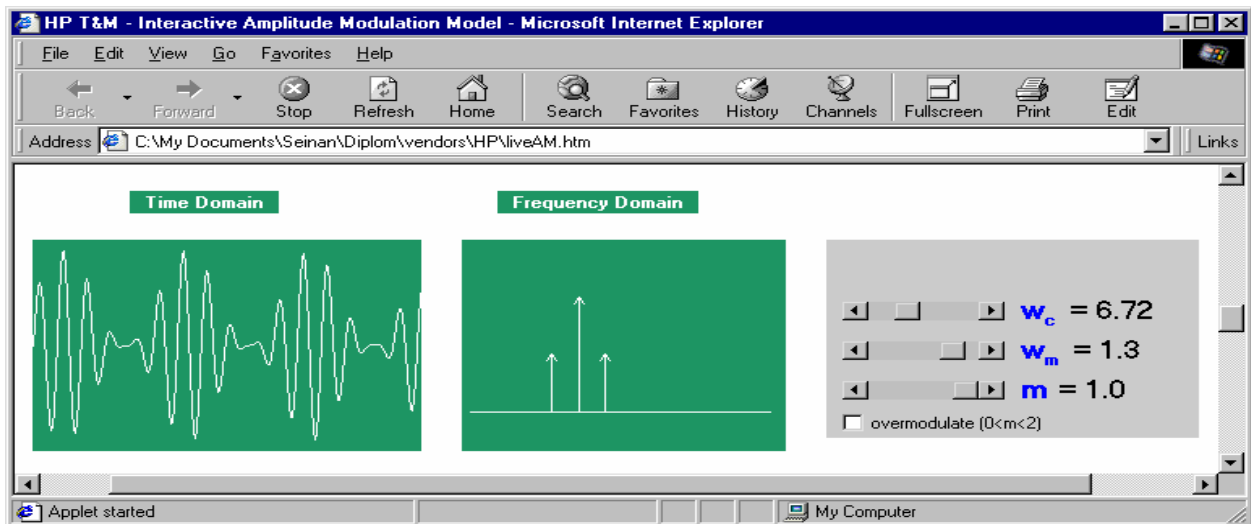 HP T&M - Interactive Amplitude Modulation Model - Microsoft Internet Explorer
File Edit View Go Favorites Help
Back Forward Stop Refresh Home Search Favorites History Channels Fullscreen Print Edit
Address C:\My Documents\Seinan\Diplom\vendors\HP\liveAM.htm Links
Time Domain Frequency Domain
wc = 6.72
wm = 1.3
m = 1.0
overmodulate (0<m<2)
Applet started My Computer